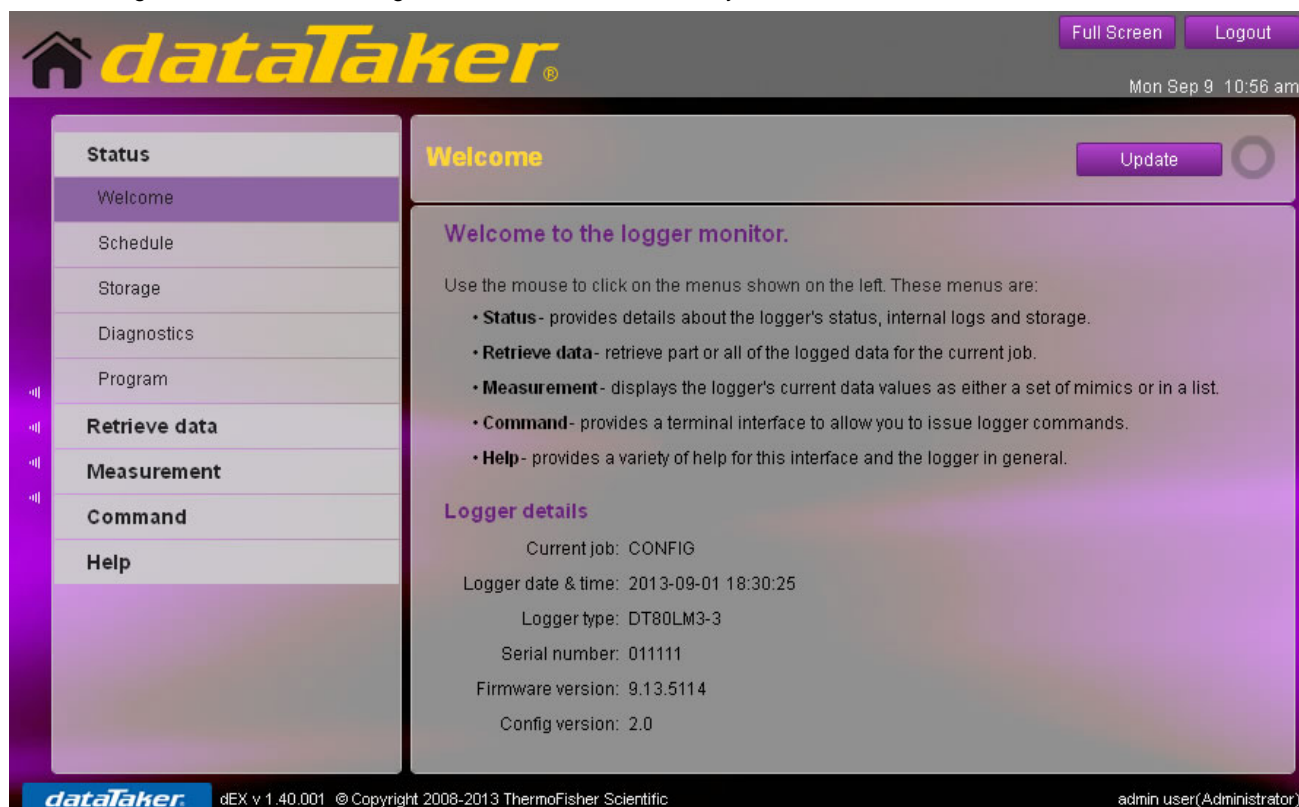 Full Screen Logout
dataTaker®
Mon Sep 9 10:56 am
Status
Welcome
Schedule
Storage
Diagnostics
Program
Retrieve data
Measurement
Command
Help
Welcome
Update
Welcome to the logger monitor.
Use the mouse to click on the menus shown on the left. These menus are:
• Status- provides details about the logger's status, internal logs and storage.
• Retrieve data- retrieve part or all of the logged data for the current job.
• Measurement- displays the logger's current data values as either a set of mimics or in a list.
• Command- provides a terminal interface to allow you to issue logger commands.
• Help- provides a variety of help for this interface and the logger in general.
Logger details
Current job: CONFIG
Logger date & time: 2013-09-01 18:30:25
Logger type: DT80LM3-3
Serial number: 011111
Firmware version: 9.13.5114
Config version: 2.0
dataTaker. dEX v 1.40.001 © Copyright 2008-2013 ThermoFisher Scientific admin user(Administrator)